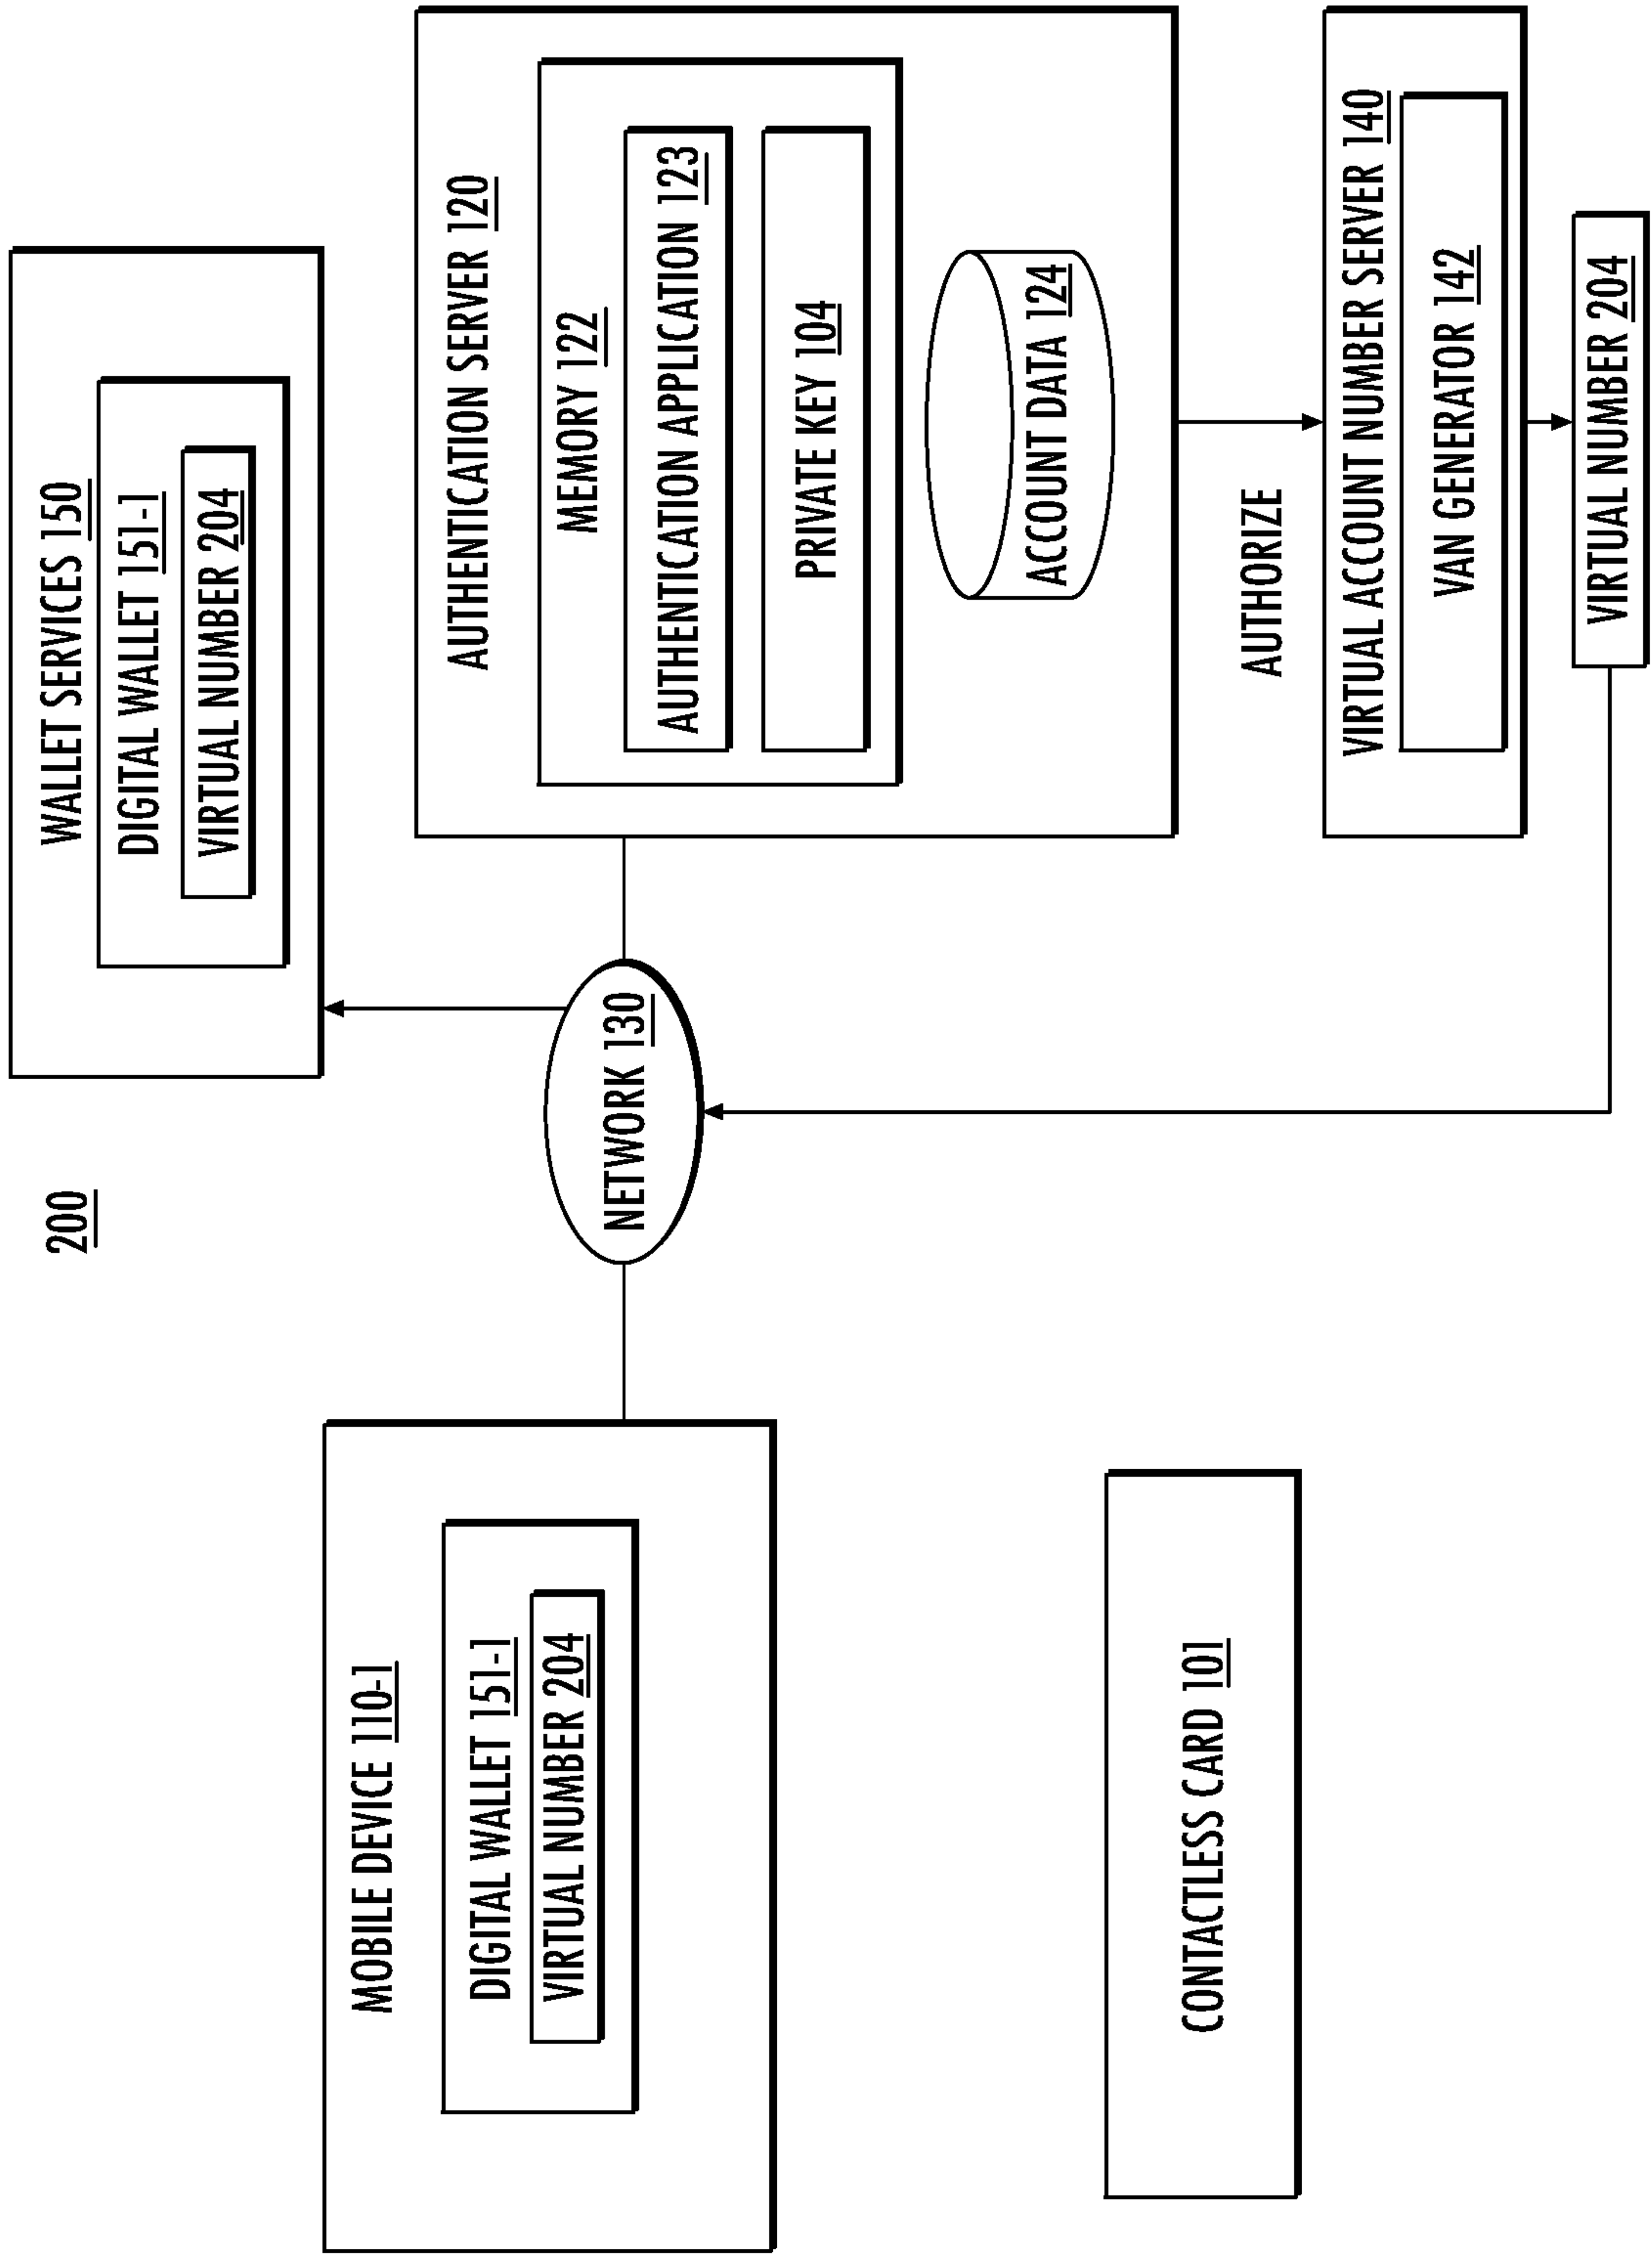 200
MOBILE DEVICE 110-1
DIGITAL WALLET 151-1
VIRTUAL NUMBER 204
CONTACTLESS CARD 101
NETWORK 130
WALLET SERVICES 150
DIGITAL WALLET 151-1
VIRTUAL NUMBER 204
AUTHENTICATION SERVER 120
MEMORY 122
AUTHENTICATION APPLICATION 123
PRIVATE KEY 104
ACCOUNT DATA 124
AUTHORIZE
VIRTUAL ACCOUNT NUMBER SERVER 140
VAN GENERATOR 142
VIRTUAL NUMBER 204